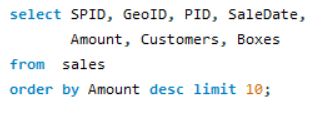 select SPID, GeoID, PID, SaleDate,
Amount, Customers, Boxes
from sales
order by Amount desc limit 10;